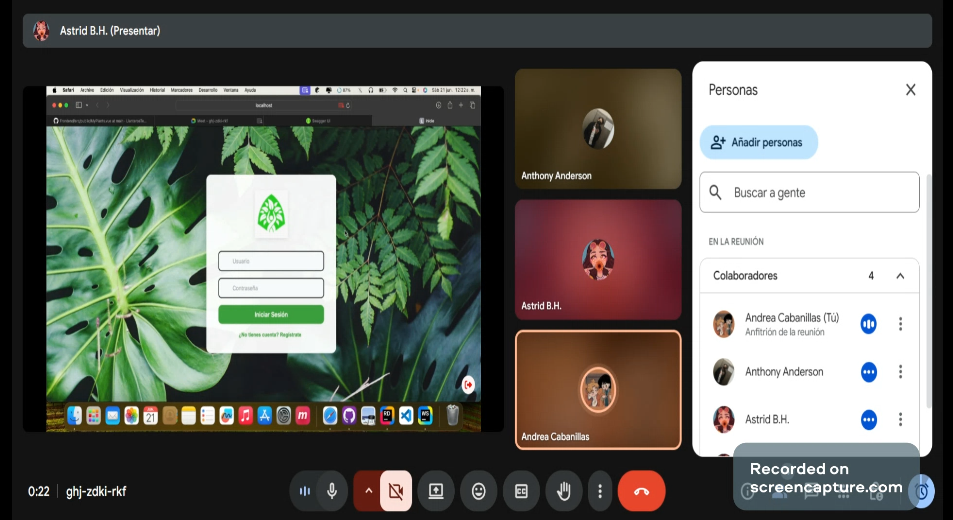 Astrid B.H. (Presentar)
Safari Archivo Edición Visualización Historial Marcadores Desarrollo Ventana Ayuda
localhost
Usuario
Contraseña
Iniciar Sesión
¿No tienes cuenta? Regístrate
21
Anthony Anderson
Astrid B.H.
Andrea Cabanillas
Personas
Añadir personas
Buscar a gente
EN LA REUNIÓN
Colaboradores 4
Andrea Cabanillas (Tú)
Anfitrión de la reunión
Anthony Anderson
Astrid B.H.
Recorded on
screencapture.com
0:22 ghj-zdki-rkf